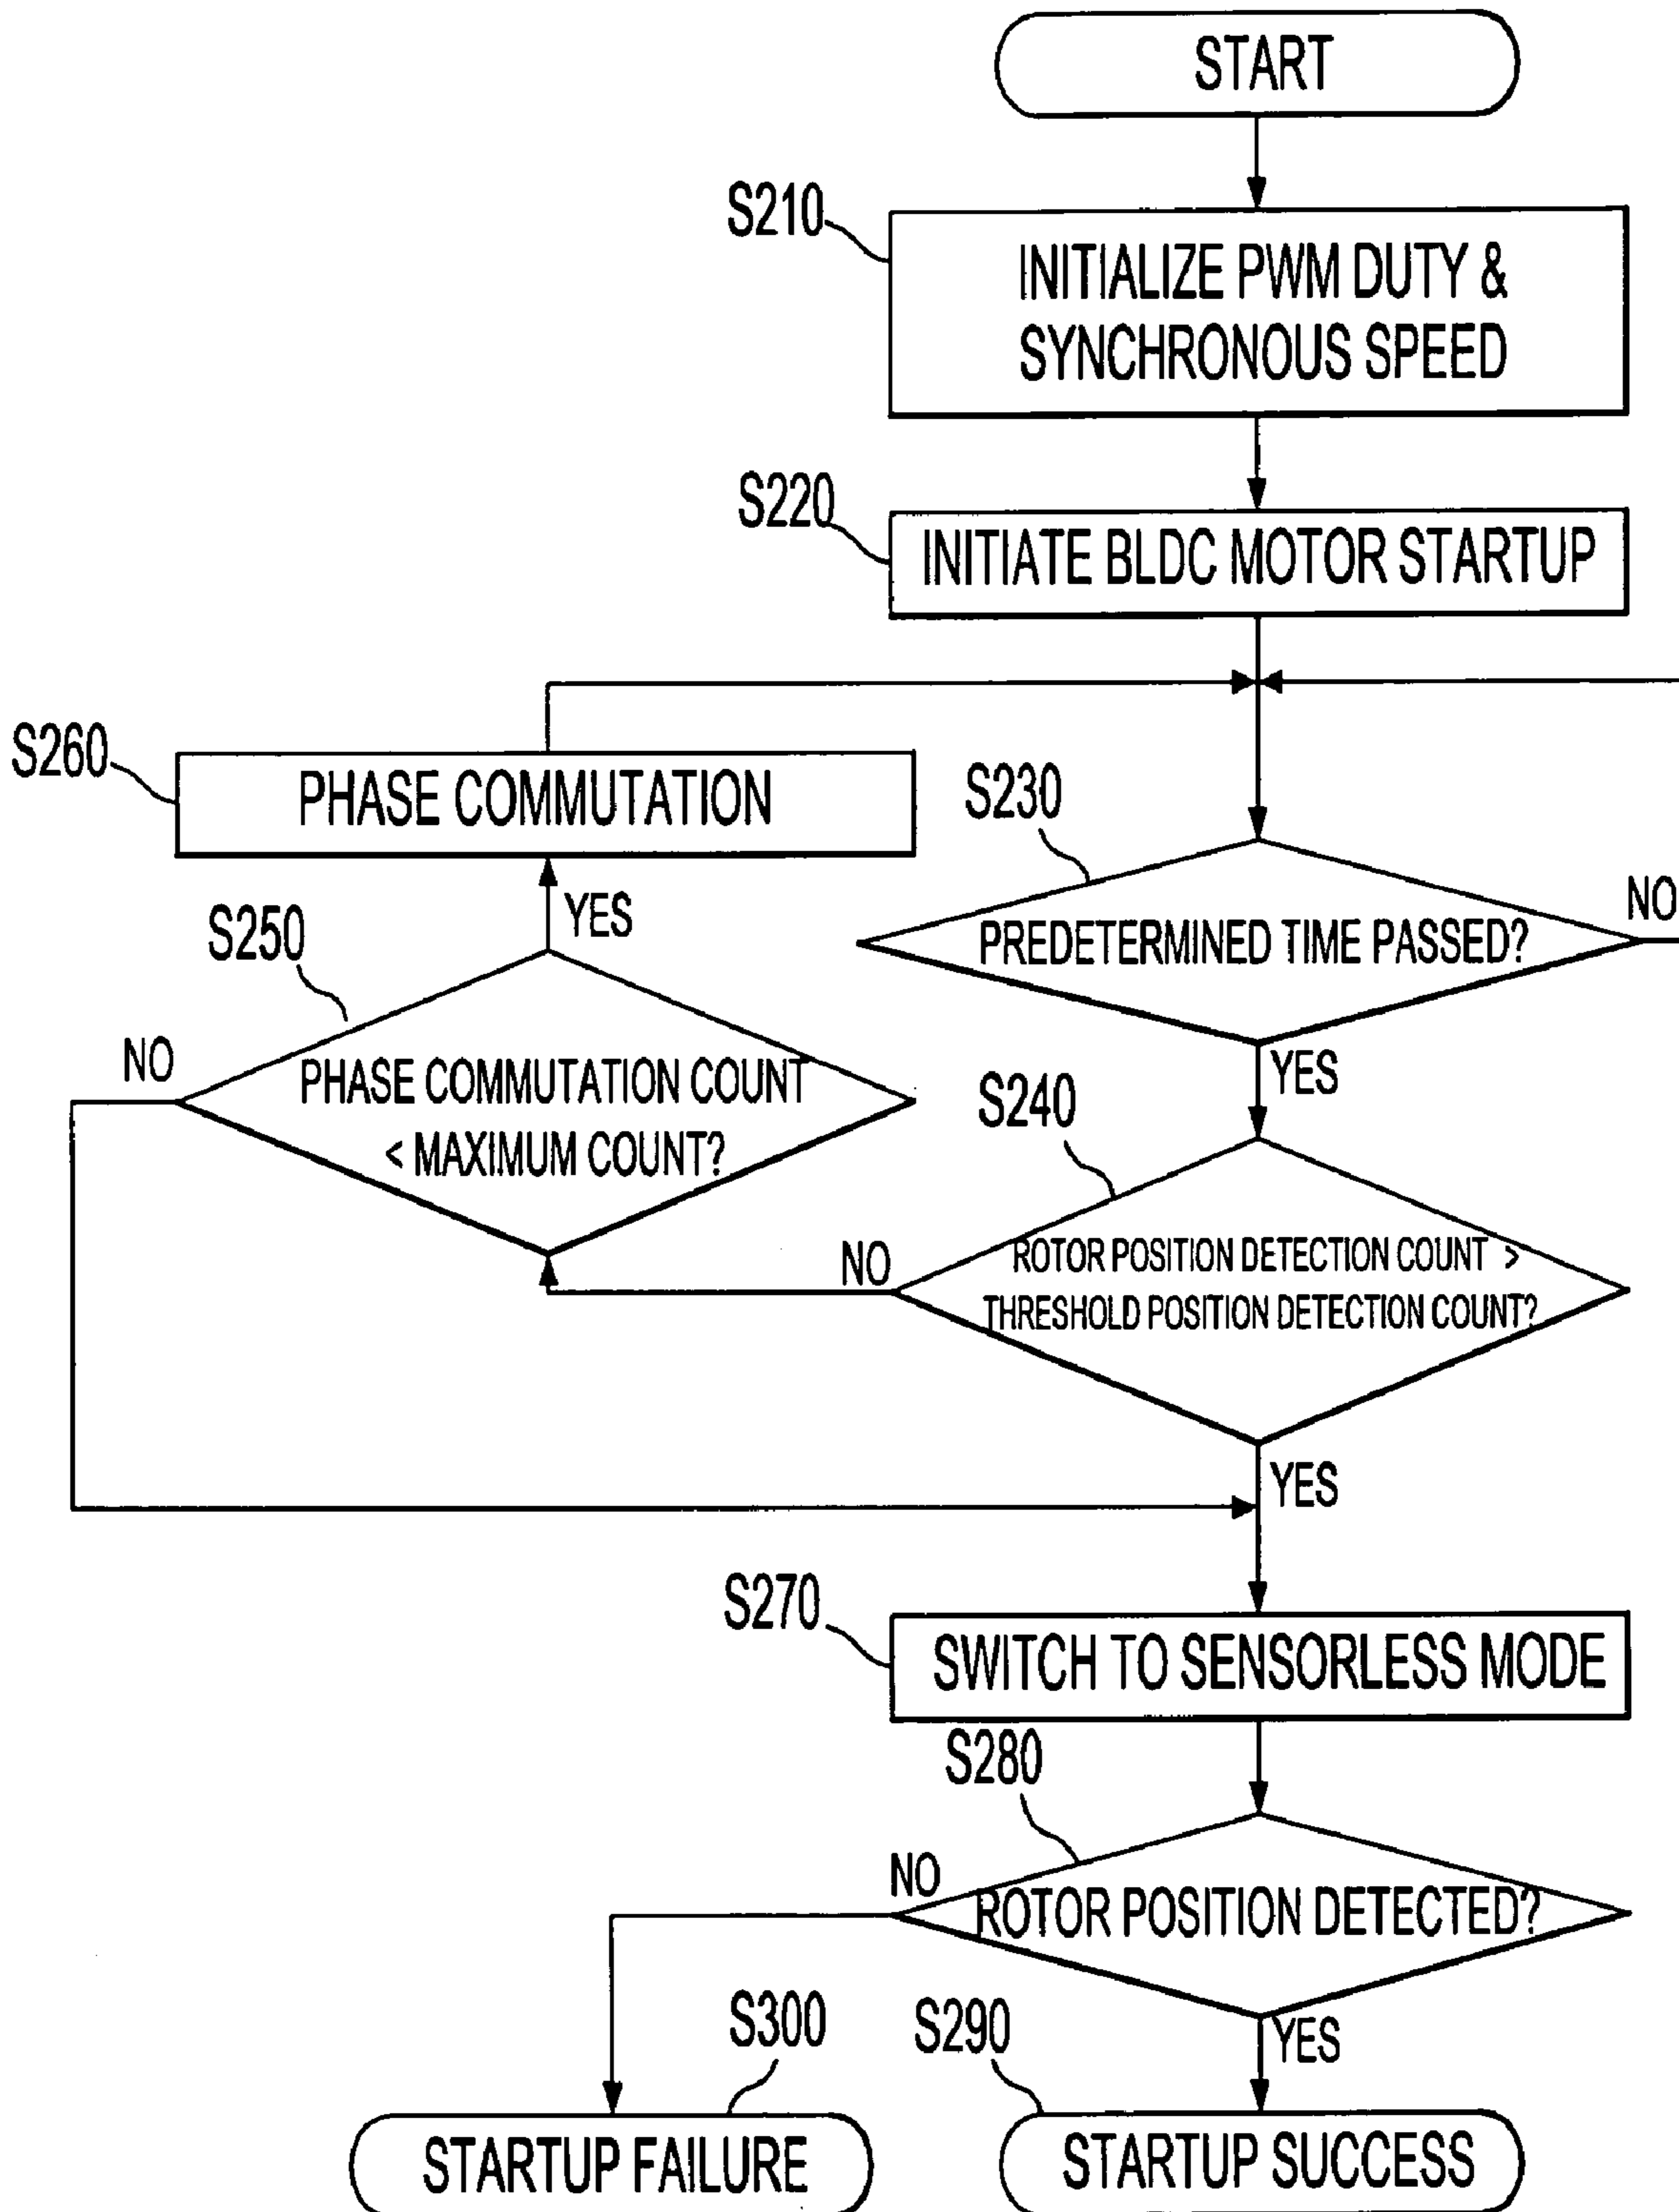 START
S210
INITIALIZE PWM DUTY &
SYNCHRONOUS SPEED
S220
INITIATE BLDC MOTOR STARTUP
S260
PHASE COMMUTATION
S230
NO
PREDETERMINED TIME PASSED?
YES
S250
YES
NO
PHASE COMMUTATION COUNT
< MAXIMUM COUNT?
S240
NO
ROTOR POSITION DETECTION COUNT >
THRESHOLD POSITION DETECTION COUNT?
YES
S270
SWITCH TO SENSORLESS MODE
S280
NO
ROTOR POSITION DETECTED?
YES
S300
STARTUP FAILURE
S290
STARTUP SUCCESS